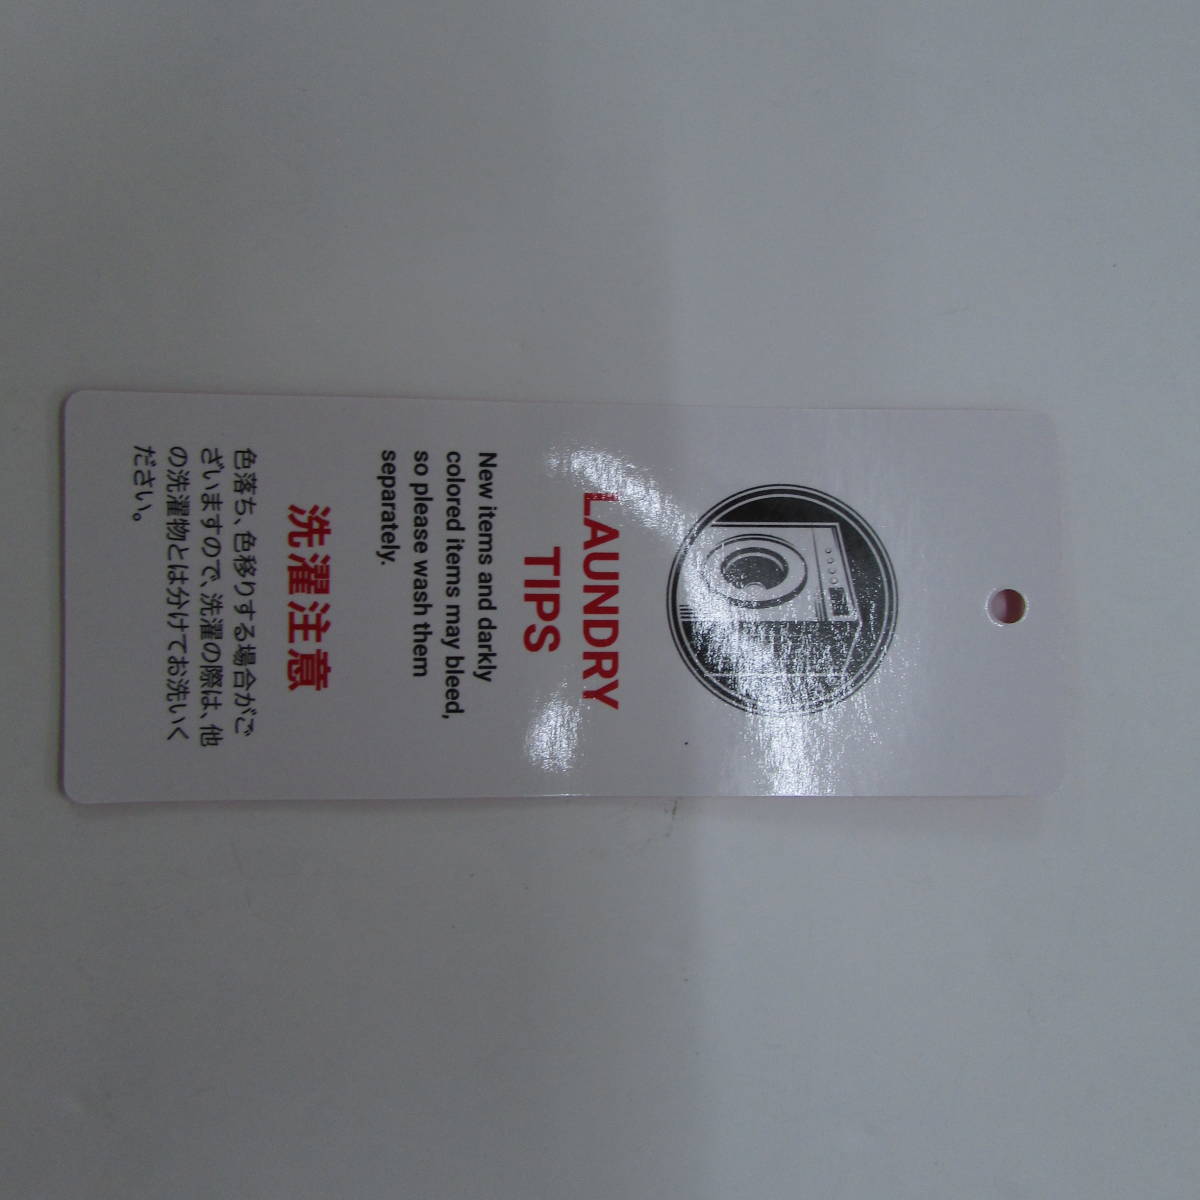 LAUNDRY
TIPS
New items and darkly
colored items may bleed,
so please wash them
separately.
洗濯注意
色落ち、色移りする場合がご
ざいますので、洗濯の際は、他
の洗濯物とは分けてお洗いく
ださい。